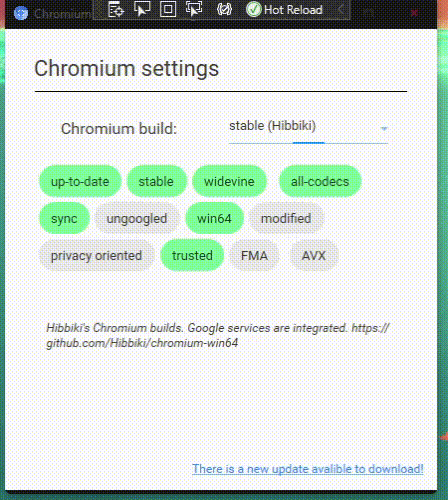 Chromium
Hot Reload
Chromium settings
Chromium build:
stable (Hibbiki)
up-to-date stable widevine all-codecs
sync ungoogled win64 modified
privacy oriented trusted FMA AVX
Hibbiki's Chromium builds. Google services are integrated. https://
github.com/Hibbiki/chromium-win64
There is a new update avalible to download!